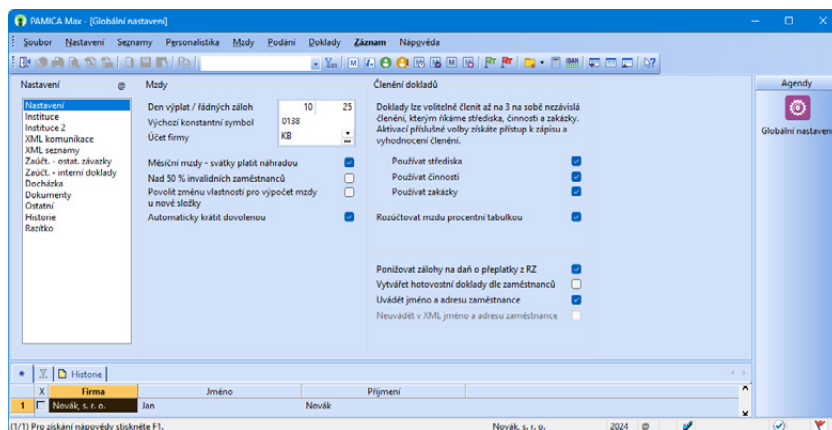 PAMICA Max - [Globální nastavení]
Soubor Nastavení Seznamy Personalistika Mzdy Podání Doklady Záznam Nápověda
Nastavení @
Nastavení
Instituce
Instituce 2
XML komunikace
XML seznamy
Zaúčt. - ostat. závazky
Zaúčt. - interní doklady
Docházka
Dokumenty
Ostatní
Historie
Razítko
Mzdy
Den výplat / řádných záloh 10 25
Výchozí konstantní symbol 0138
Účet firmy KB
Měsíční mzdy - svátky platit náhradou
Nad 50 % invalidních zaměstnanců
Povolit změnu vlastností pro výpočet mzdy
u nové složky
Automaticky krátit dovolenou
Členění dokladů
Doklady lze volitelně členit až na 3 na sobě nezávislá
členění, kterým říkáme střediska, činnosti a zakázky.
Aktivací příslušné volby získáte přístup k zápisu a
vyhodnocení členění.
Používat střediska
Používat činnosti
Používat zakázky
Rozúčtovat mzdu procentní tabulkou
Ponižovat zálohy na daň o přeplatky z RZ
Vytvářet hotovostní doklady dle zaměstnanců
Uvádět jméno a adresu zaměstnance
Neuvádět v XML jméno a adresu zaměstnance
Agendy
Globální nastaven
* Historie
X Firma Jméno Příjmení
1 Novák, s. r. o. Jan Novák
(1/1) Pro získání nápovědy stiskněte F1. Novák, s. r. o. 2024 @